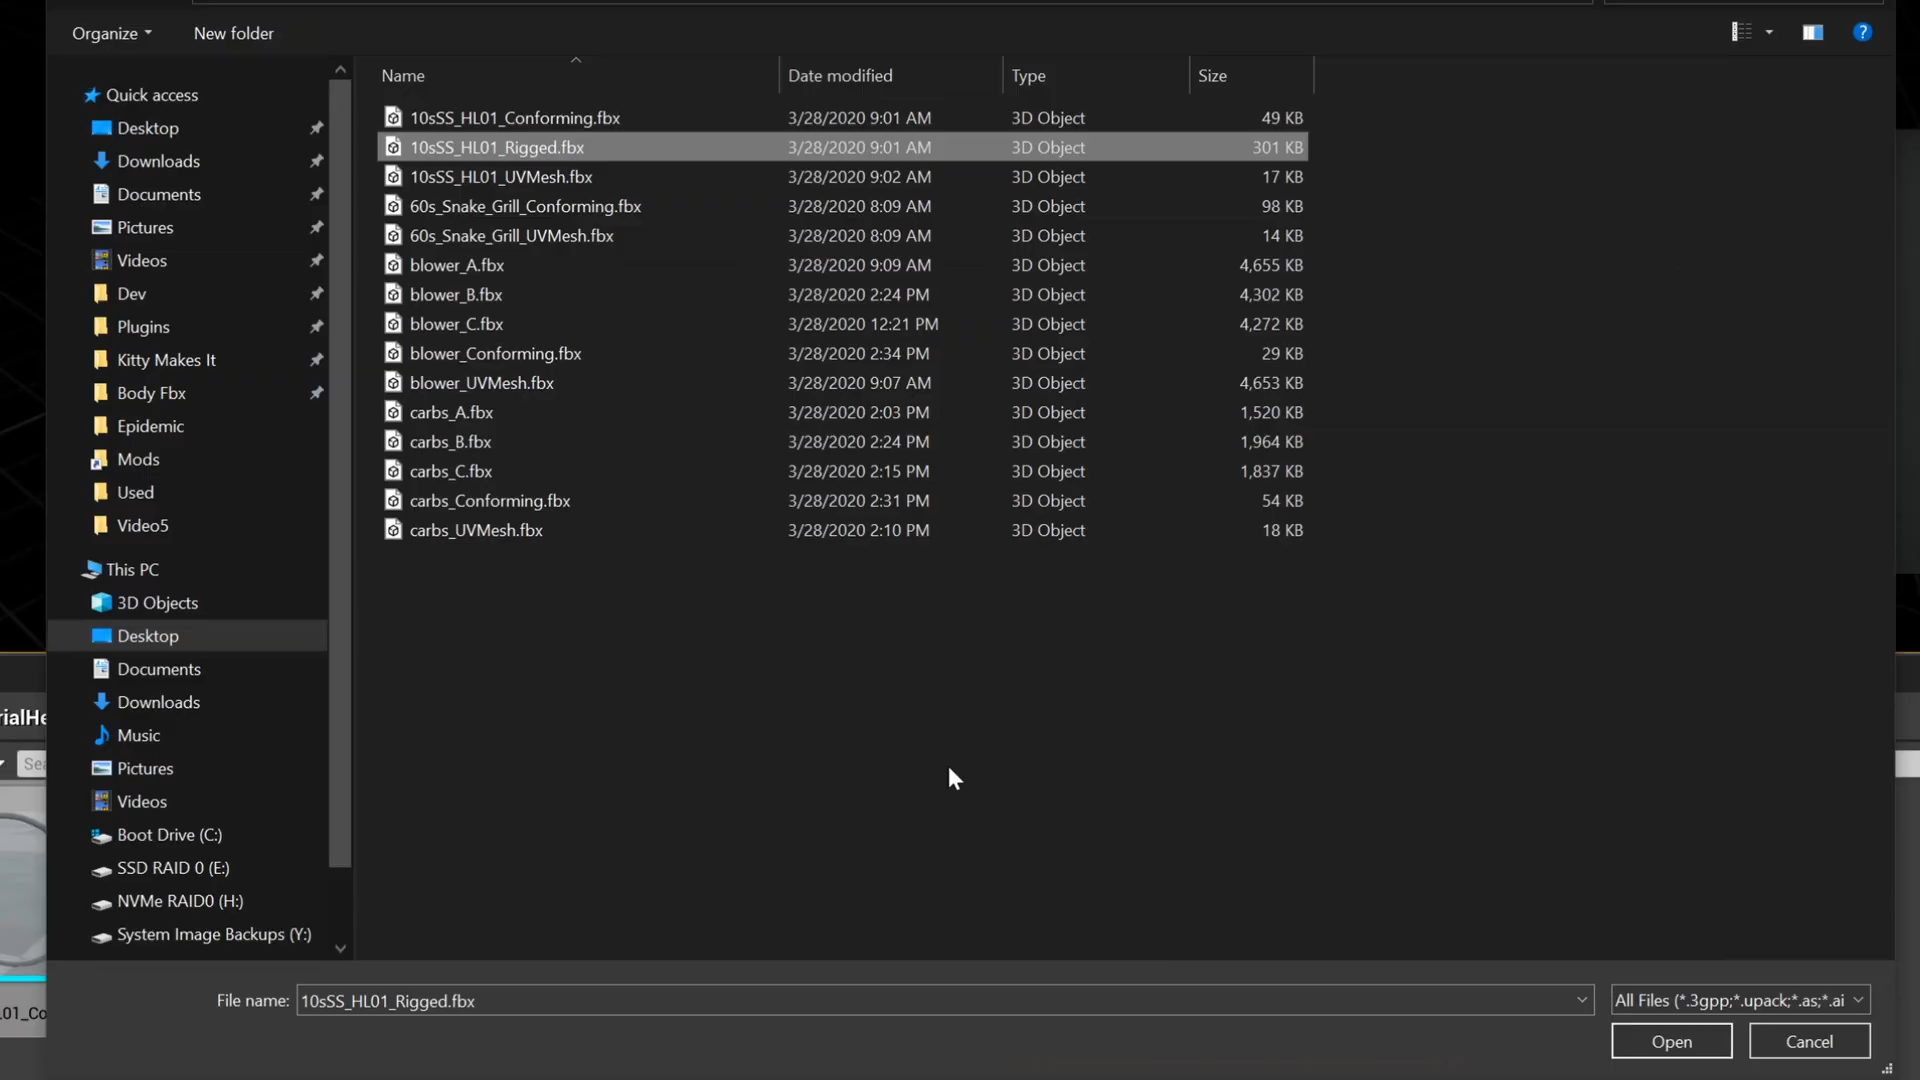 Organize
New folder
Name
Date modified
Type
Size
Quick access
Desktop
Downloads
Documents
Pictures
Videos
Dev
Plugins
Kitty Makes It
Body Fbx
Epidemic
Mods
Used
Video5
This PC
3D Objects
Desktop
Documents
Downloads
Music
Pictures
Videos
Boot Drive (C:)
SSD RAID 0 (E:)
NVMe RAID0 (H:)
System Image Backups (Y:)
10sSS_HL01_Conforming.fbx 3/28/2020 9:01 AM 3D Object 49 KB
10sSS_HL01_Rigged.fbx 3/28/2020 9:01 AM 3D Object 301 KB
10sSS_HL01_UVMesh.fbx 3/28/2020 9:02 AM 3D Object 17 KB
60s_Snake_Grill_Conforming.fbx 3/28/2020 8:09 AM 3D Object 98 KB
60s_Snake_Grill_UVMesh.fbx 3/28/2020 8:09 AM 3D Object 14 KB
blower_A.fbx 3/28/2020 9:09 AM 3D Object 4,655 KB
blower_B.fbx 3/28/2020 2:24 PM 3D Object 4,302 KB
blower_C.fbx 3/28/2020 12:21 PM 3D Object 4,272 KB
blower_Conforming.fbx 3/28/2020 2:34 PM 3D Object 29 KB
blower_UVMesh.fbx 3/28/2020 9:07 AM 3D Object 4,653 KB
carbs_A.fbx 3/28/2020 2:03 PM 3D Object 1,520 KB
carbs_B.fbx 3/28/2020 2:24 PM 3D Object 1,964 KB
carbs_C.fbx 3/28/2020 2:15 PM 3D Object 1,837 KB
carbs_Conforming.fbx 3/28/2020 2:31 PM 3D Object 54 KB
carbs_UVMesh.fbx 3/28/2020 2:10 PM 3D Object 18 KB
rialHe
Sea
.01_Co
File name: 10sSS_HL01_Rigged.fbx
All Files (*.3gpp;*.upack;*.as;*.ai
Open
Cancel